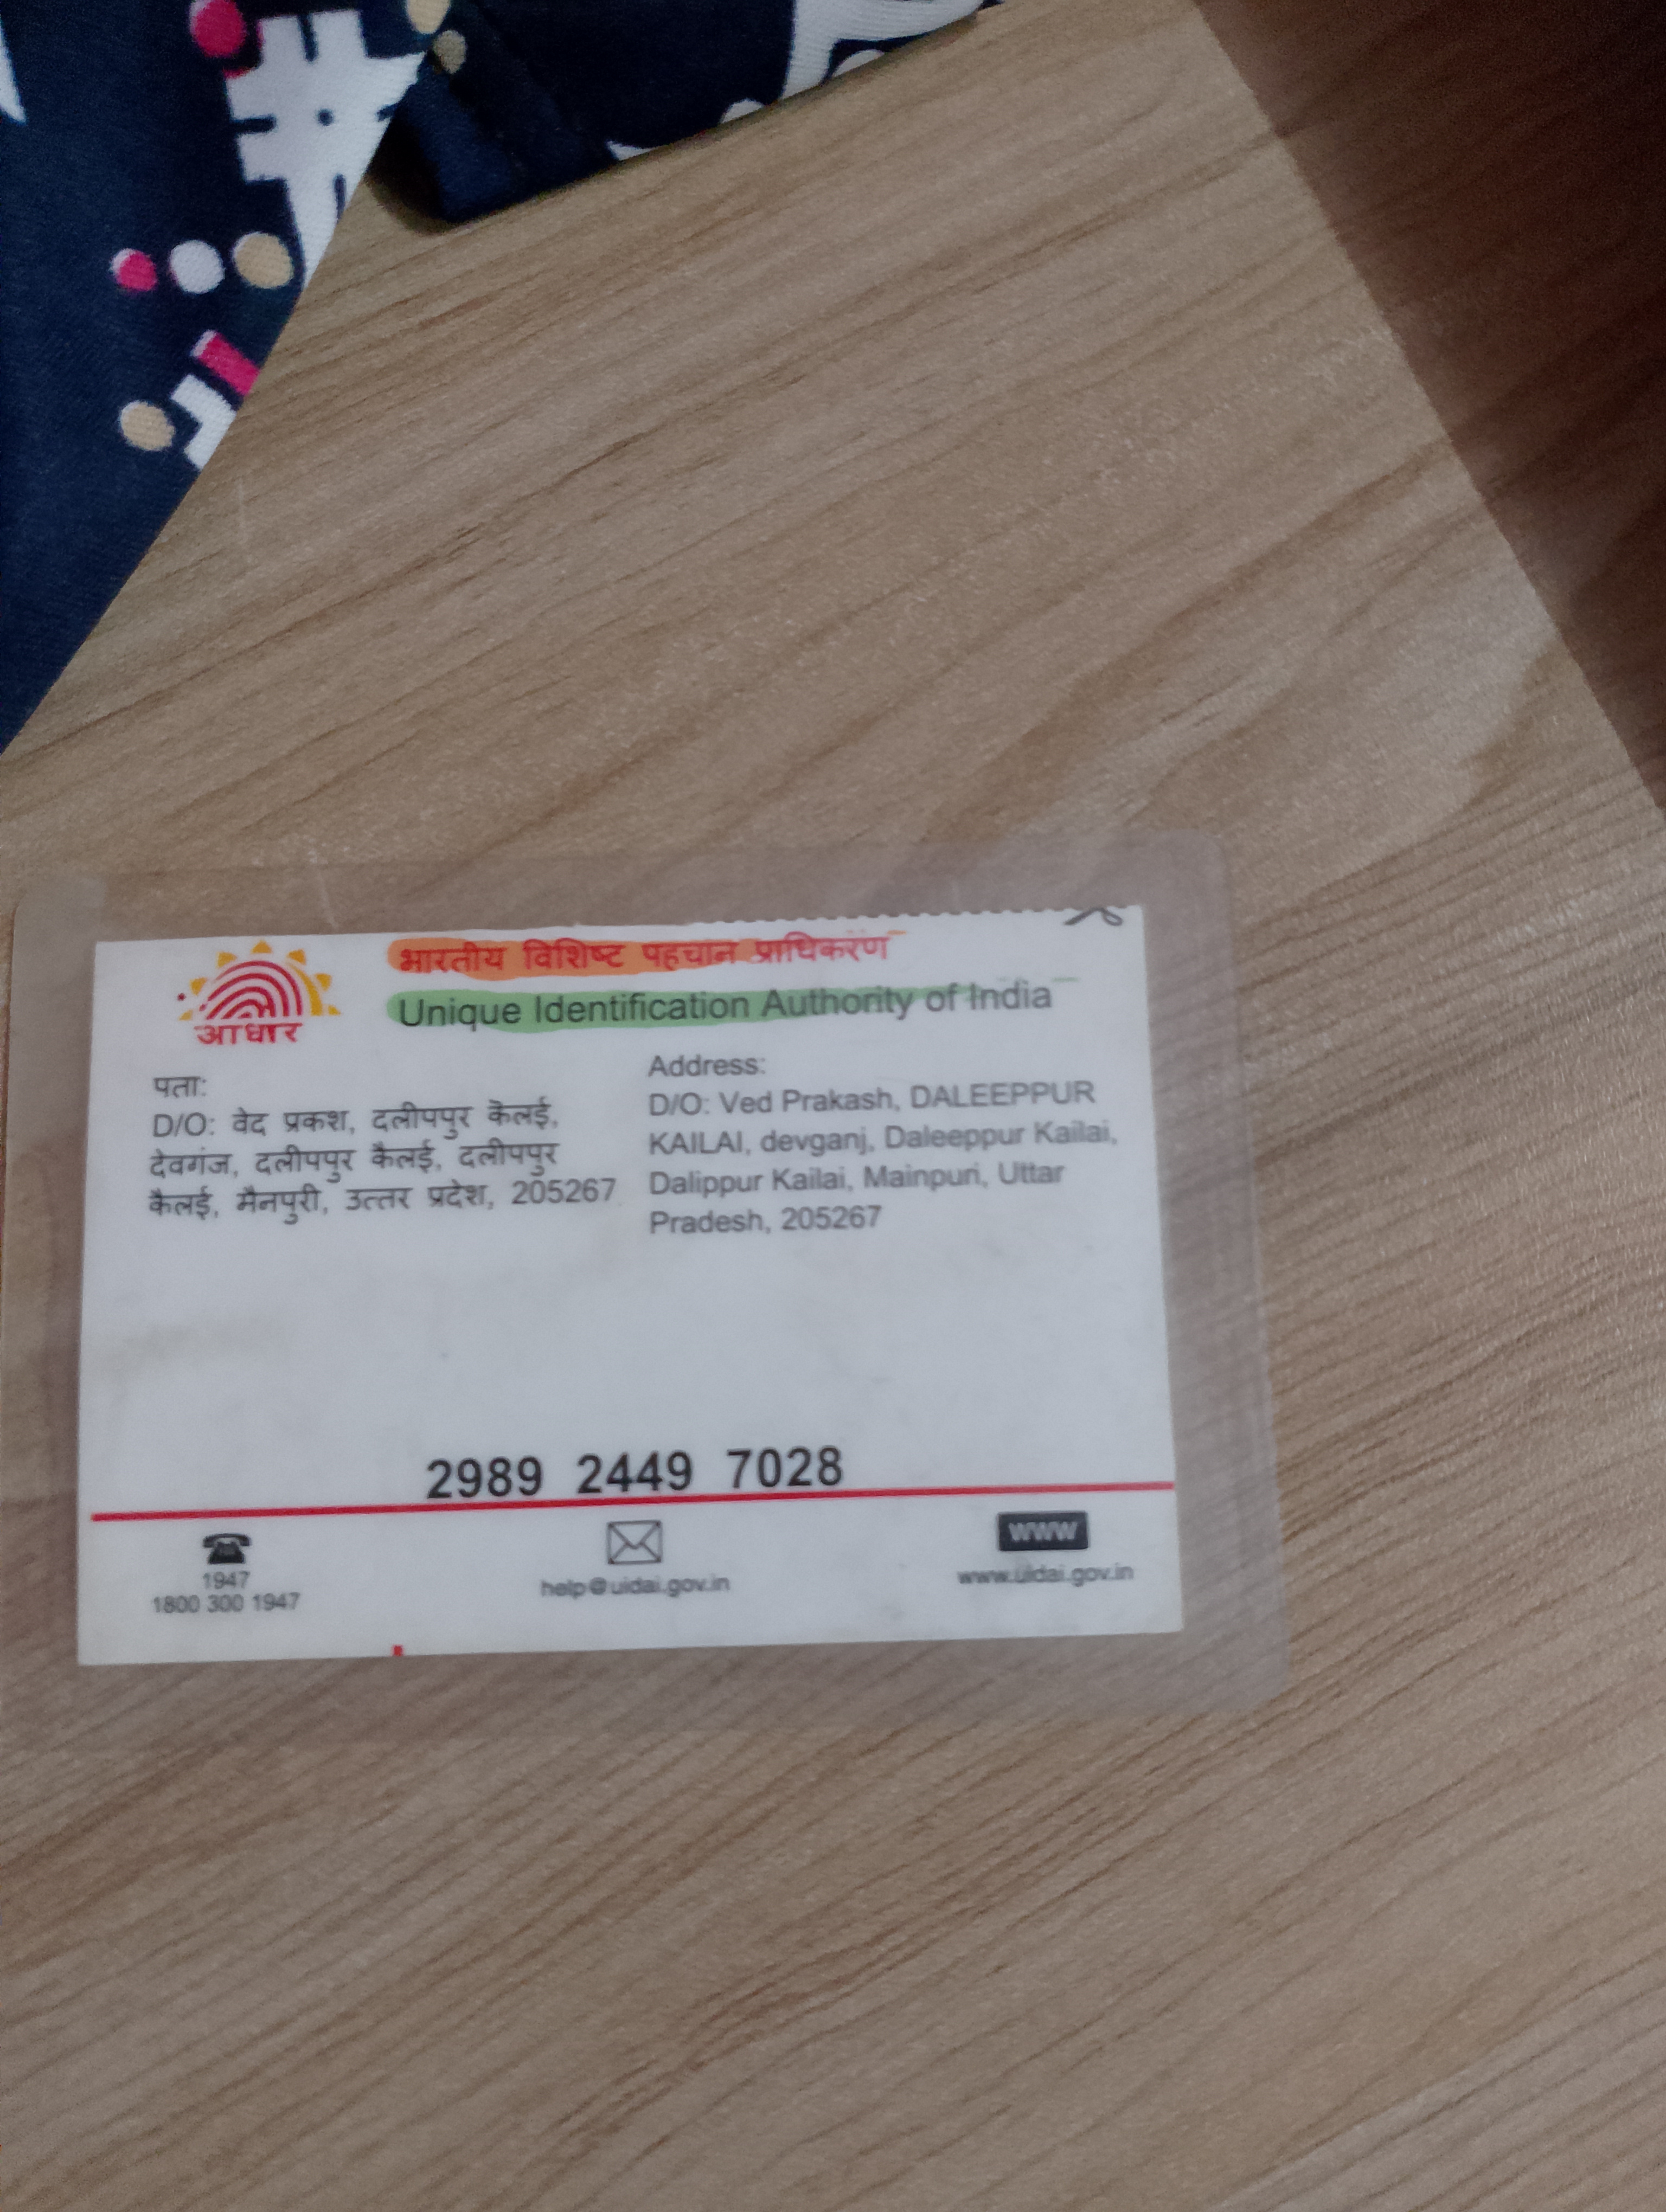 भारतीय विशिष्ट पहचान प्राधिकरण
Unique Identification Authority of India
आधार
पता:
D/O: वेद प्रकश, दलीपपुर केलई,
देवगंज, दलीपपुर कैलई, दलीपपुर
कैलई, मैनपुरी, उत्तर प्रदेश, 205267
Address:
D/O: Ved Prakash, DALEEPPUR
KAILAI, devganj, Daleeppur Kailai,
Dalippur Kailai, Mainpuri, Uttar
Pradesh, 205267
2989 2449 7028
1947
1800 300 1947
help@uidai.gov.in
www
www.uidai.gov.in